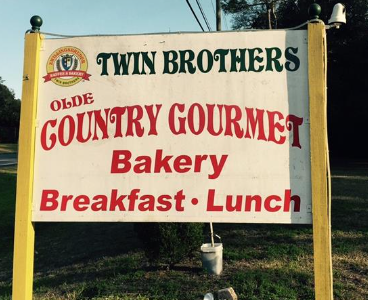 TWIN BROTHERS
OLDE
COUNTRY GOURMET
Bakery
Breakfast • Lunch